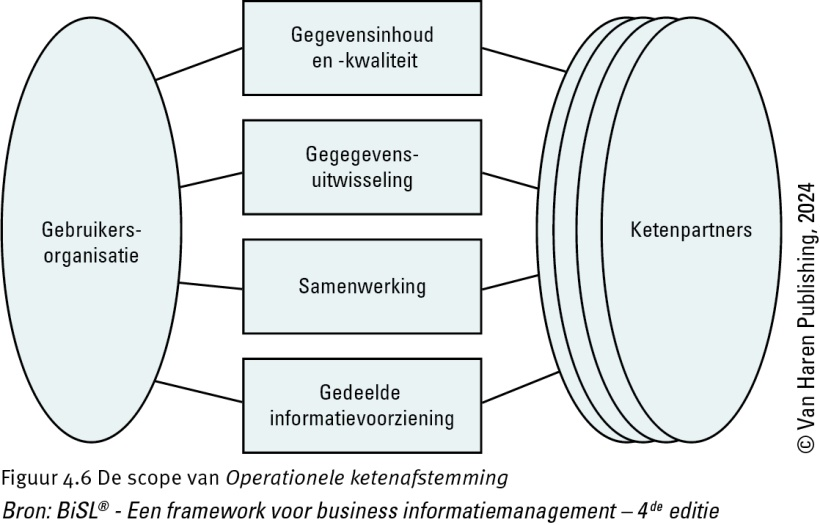 Gegevensinhoud
en -kwaliteit
Gegegevens-
uitwisseling
Gebruikers-
organisatie
Ketenpartners
Samenwerking
Gedeelde
informatievoorziening
© Van Haren Publishing, 2024
Figuur 4.6 De scope van Operationele ketenafstemming
Bron: BiSL® - Een framework voor business informatiemanagement – 4de editie